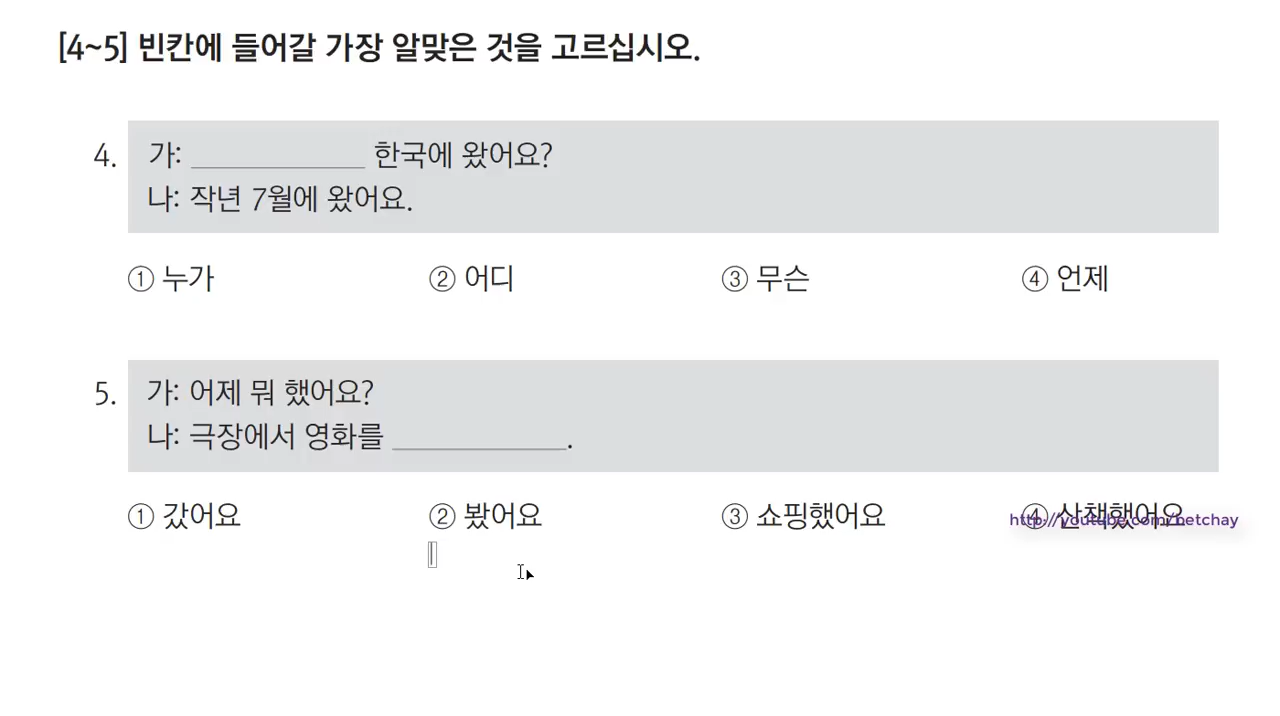 [4~5] 빈칸에 들어갈 가장 알맞은 것을 고르십시오.
4. 가: ____________ 한국에 왔어요?
나: 작년 7월에 왔어요.
① 누가 ② 어디 ③ 무슨 ④ 언제
5. 가: 어제 뭐 했어요?
나: 극장에서 영화를 ____________.
① 갔어요 ② 봤어요 ③ 쇼핑했어요 ④ 산책했어요
http://youtube.com/netchay